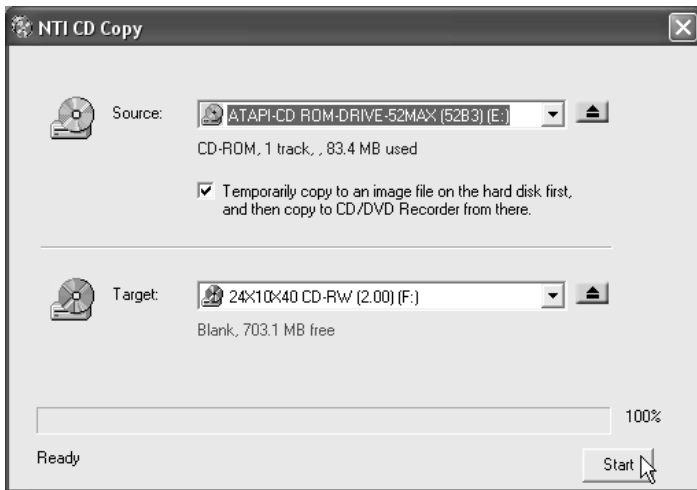 NTI CD Copy
Source:
ATAPI-CD ROM-DRIVE-52MAX (52B3) (E:)
CD-ROM, 1 track, , 83.4 MB used
Temporarily copy to an image file on the hard disk first,
and then copy to CD/DVD Recorder from there.
Target:
24X10X40 CD-RW (2.00) (F:)
Blank, 703.1 MB free
100%
Ready
Start